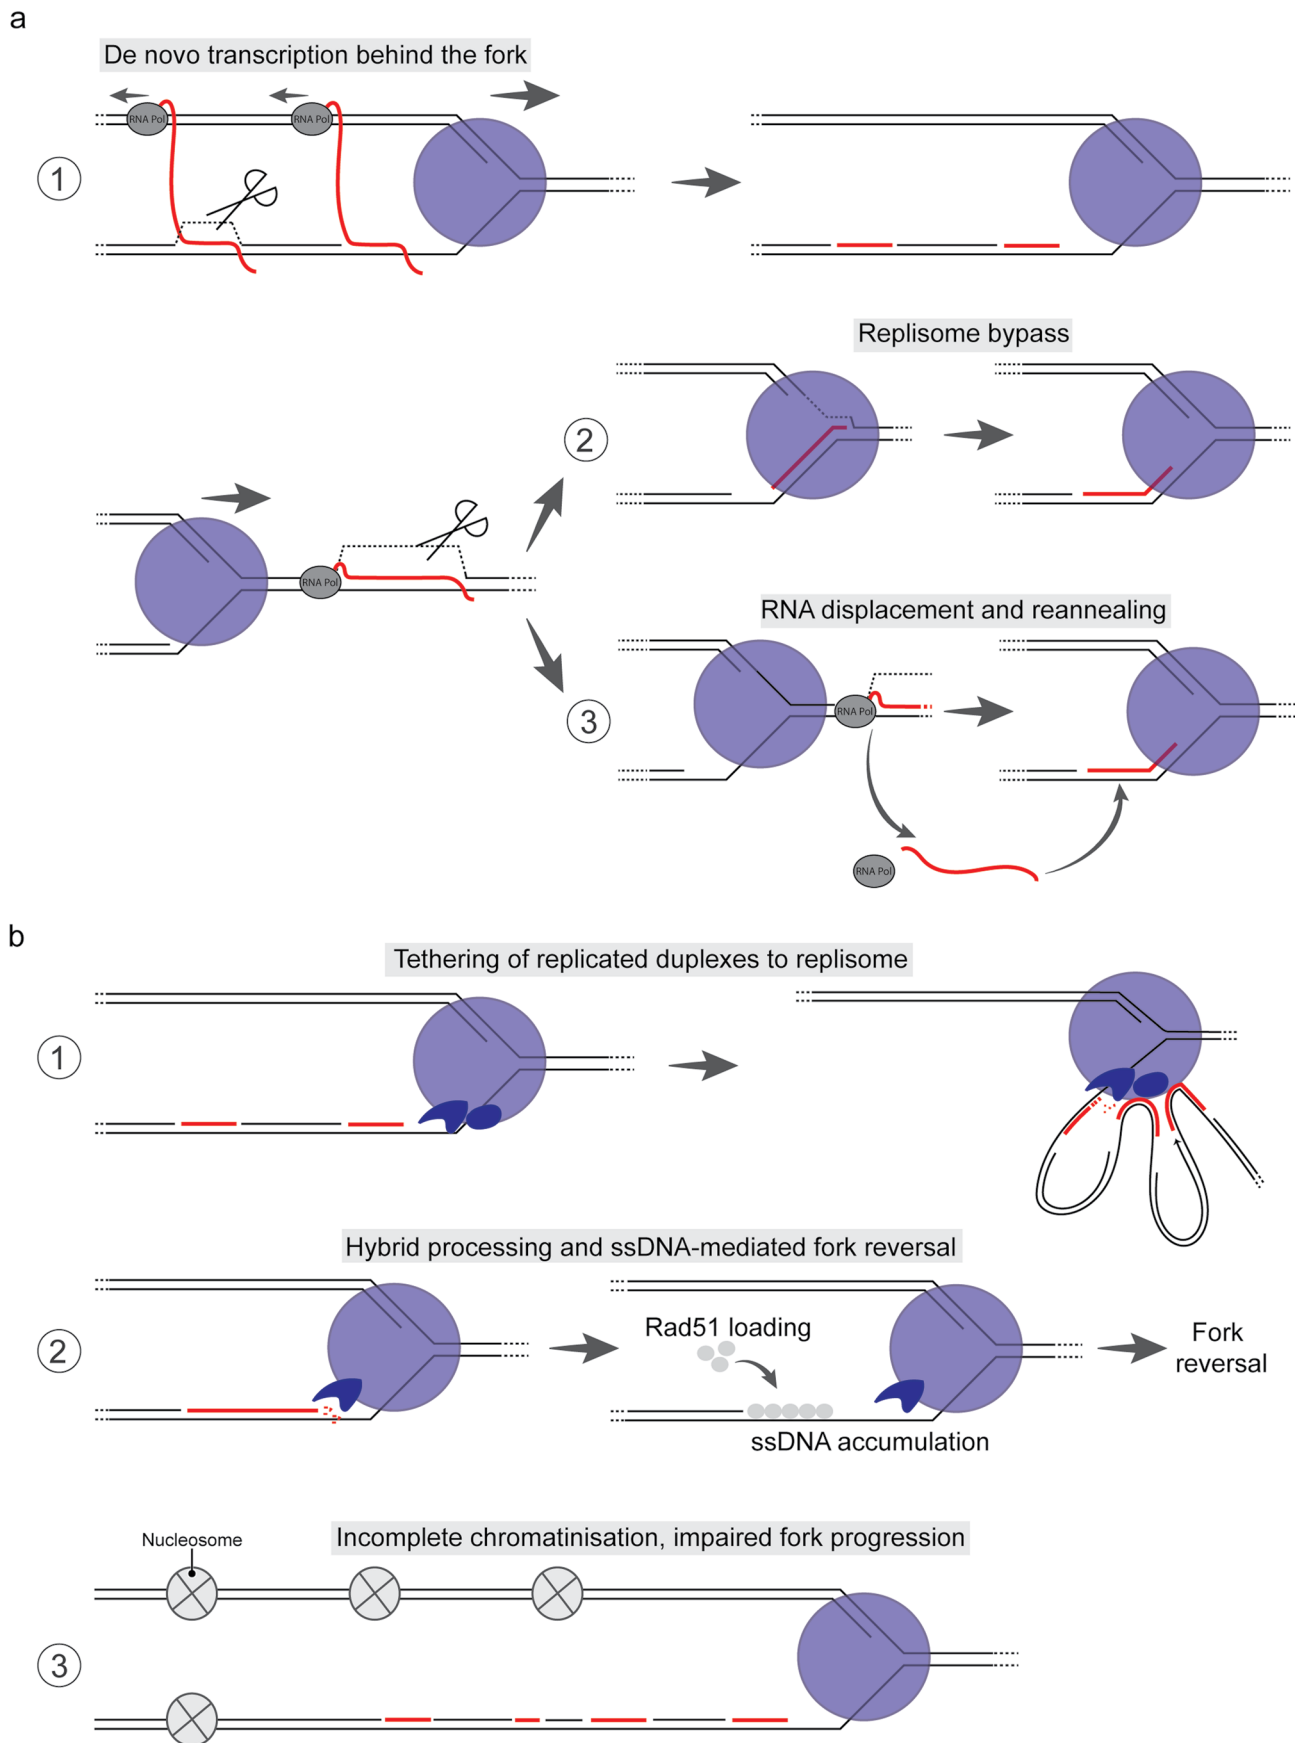 a
De novo transcription behind the fork
RNA Pol
RNA Pol
1
Replisome bypass
2
RNA Pol
RNA displacement and reannealing
3
RNA Pol
RNA Pol
b
Tethering of replicated duplexes to replisome
1
Hybrid processing and ssDNA-mediated fork reversal
2
Rad51 loading
ssDNA accumulation
Fork
reversal
Incomplete chromatinisation, impaired fork progression
Nucleosome
3